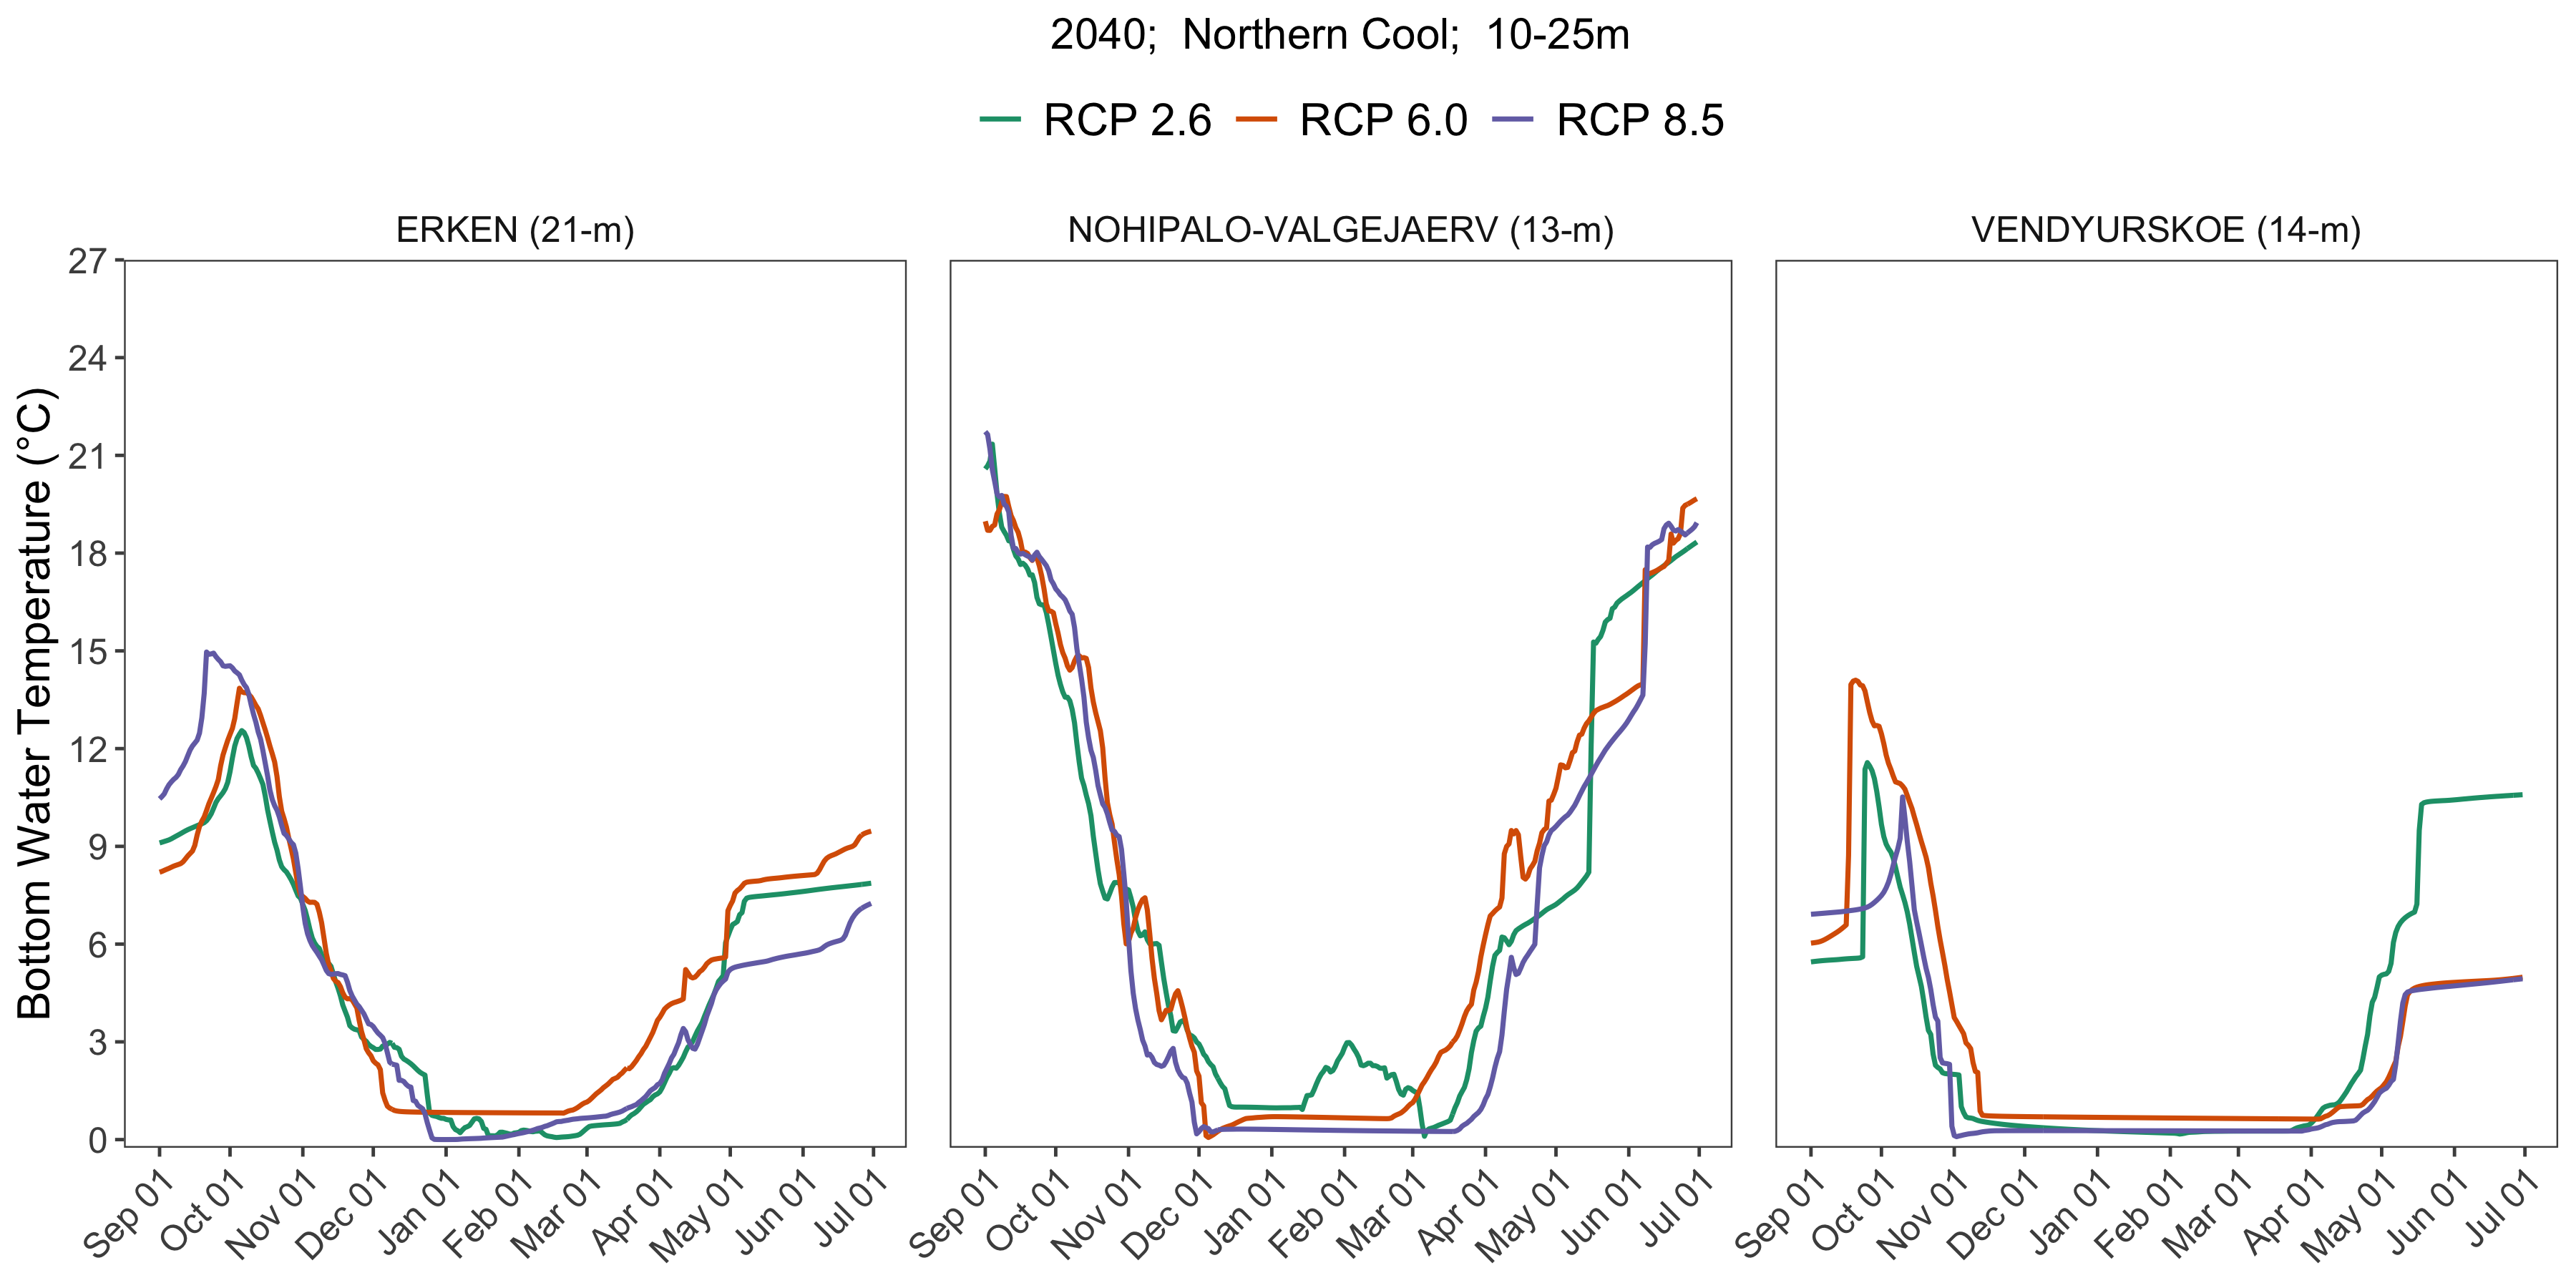 2040;  Northern Cool;  10-25m
RCP 2.6 RCP 6.0 RCP 8.5
ERKEN (21-m) NOHIPALO-VALGEJAERV (13-m) VENDYURSKOE (14-m)
Bottom Water Temperature (°C)
27
24
21
18
15
12
9
6
3
0
Sep 01 Oct 01 Nov 01 Dec 01 Jan 01 Feb 01 Mar 01 Apr 01 May 01 Jun 01 Jul 01
Sep 01 Oct 01 Nov 01 Dec 01 Jan 01 Feb 01 Mar 01 Apr 01 May 01 Jun 01 Jul 01
Sep 01 Oct 01 Nov 01 Dec 01 Jan 01 Feb 01 Mar 01 Apr 01 May 01 Jun 01 Jul 01